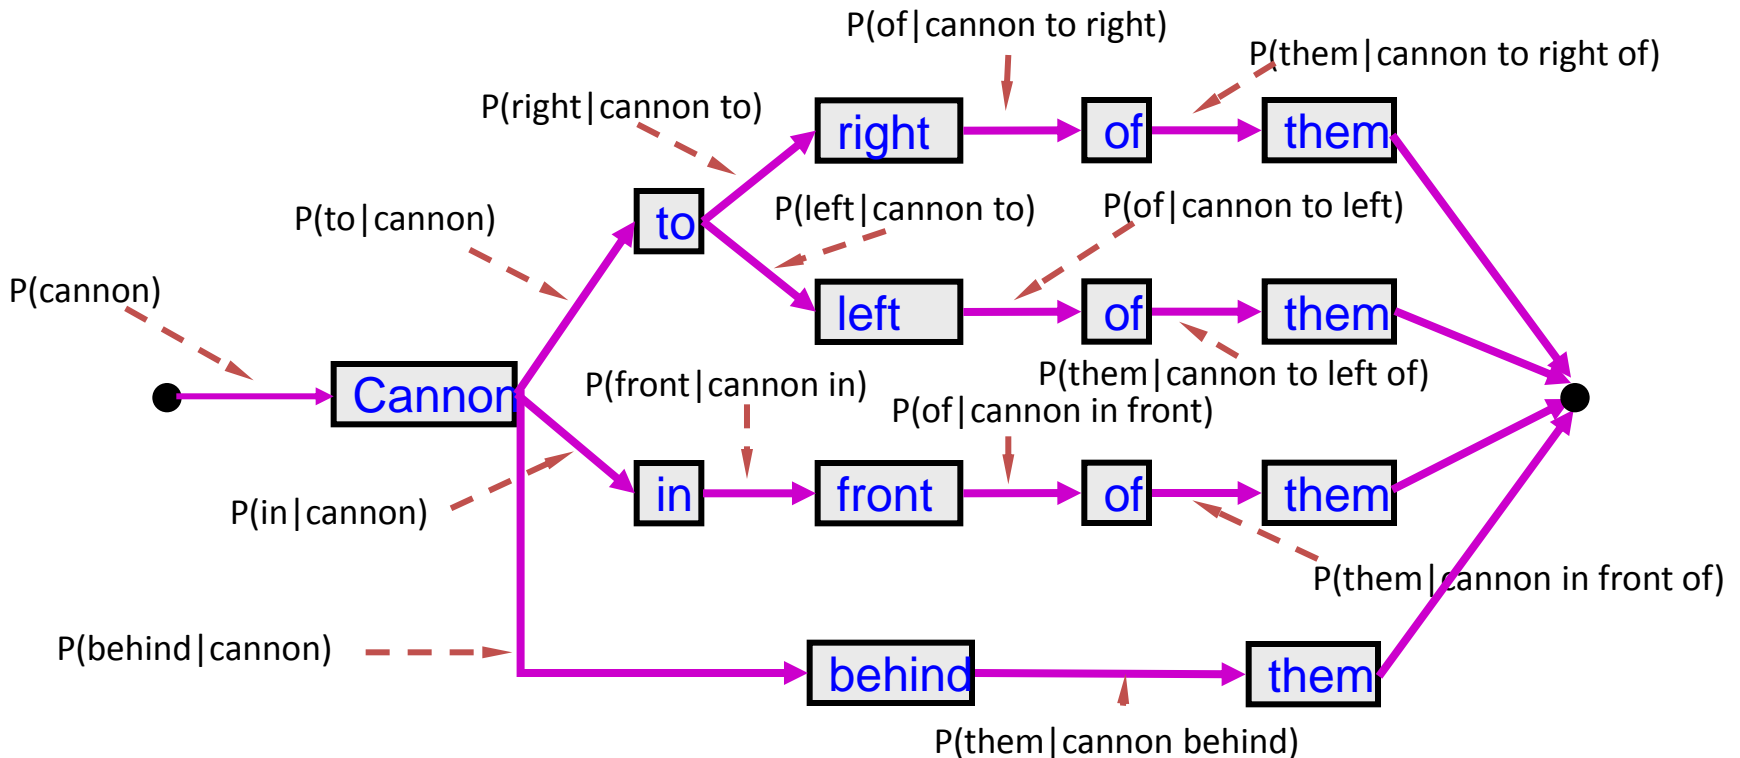 P(of|cannon to right)
P(them|cannon to right of)
P(right|cannon to)
right
of
them
P(to|cannon)
to
P(left|cannon to)
P(of|cannon to left)
P(cannon)
left
of
them
Cannon
P(front|cannon in)
P(them|cannon to left of)
P(of|cannon in front)
P(in|cannon)
in
front
of
them
P(them|cannon in front of)
P(behind|cannon)
behind
them
P(them|cannon behind)